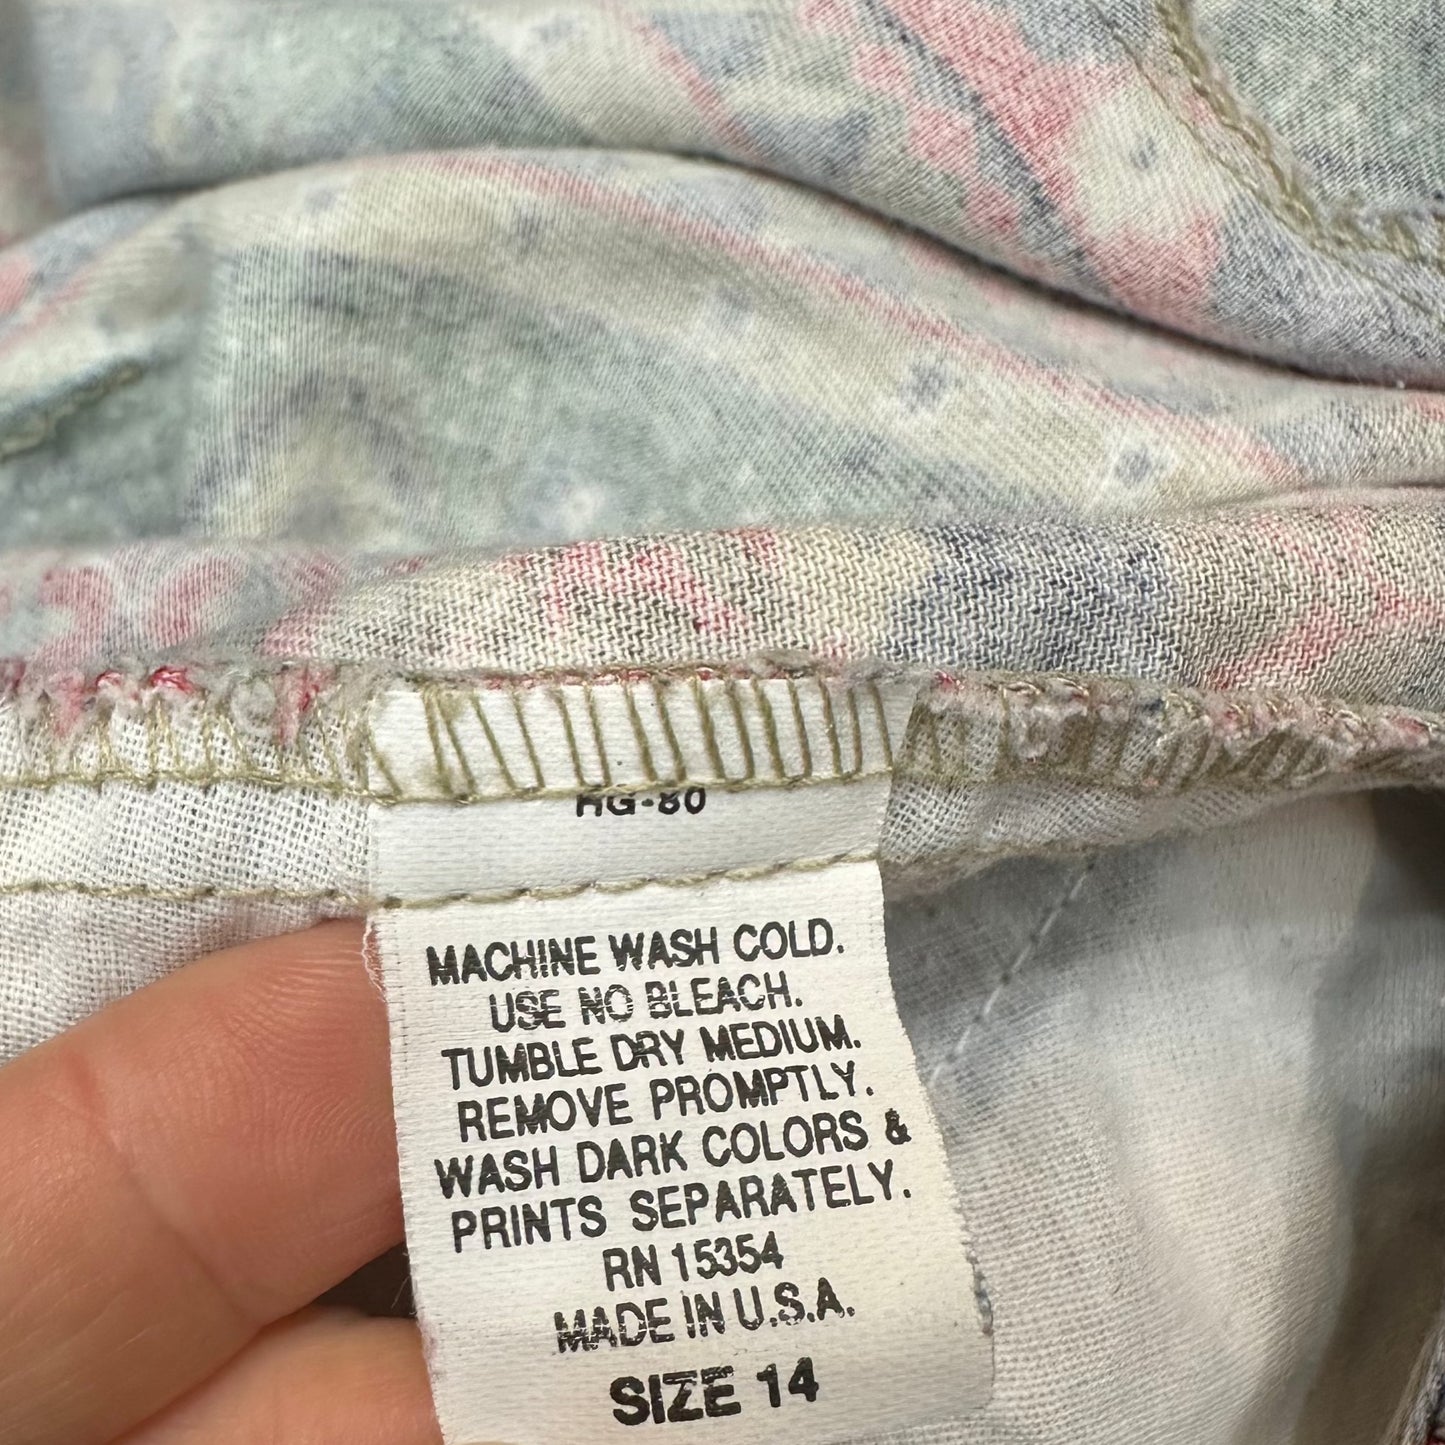 HG-80
MACHINE WASH COLD.
USE NO BLEACH.
TUMBLE DRY MEDIUM.
REMOVE PROMPTLY.
WASH DARK COLORS &
PRINTS SEPARATELY.
RN 15354
MADE IN U.S.A.
SIZE 14